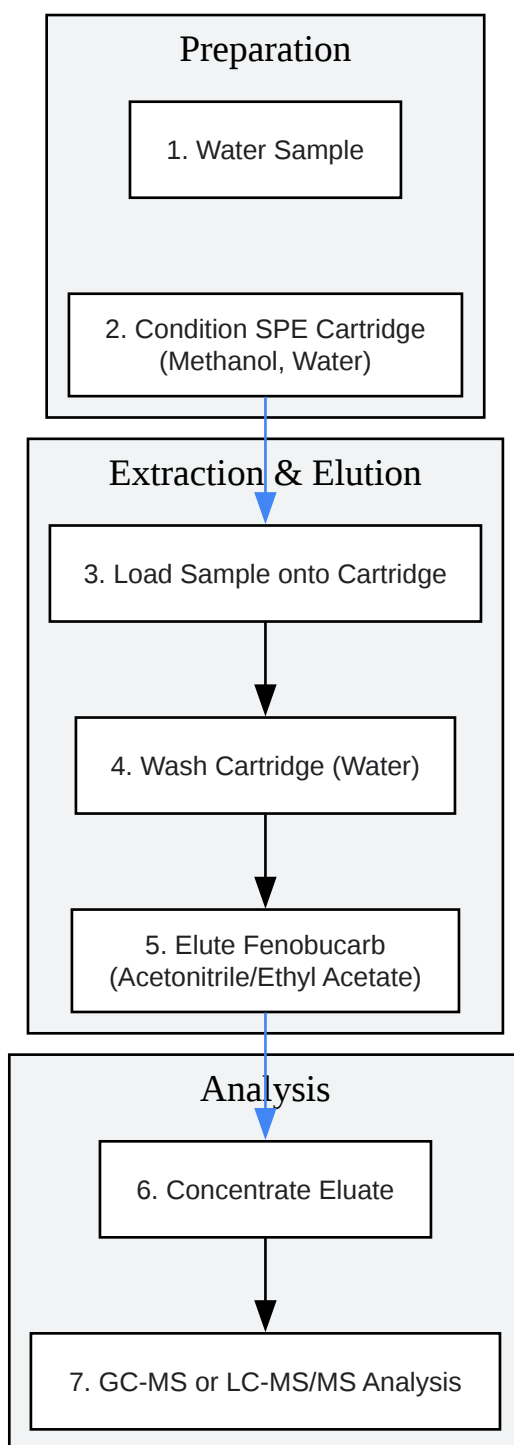 Preparation
1. Water Sample
2. Condition SPE Cartridge
(Methanol, Water)
Extraction & Elution
3. Load Sample onto Cartridge
4. Wash Cartridge (Water)
5. Elute Fenobucarb
(Acetonitrile/Ethyl Acetate)
Analysis
6. Concentrate Eluate
7. GC-MS or LC-MS/MS Analysis